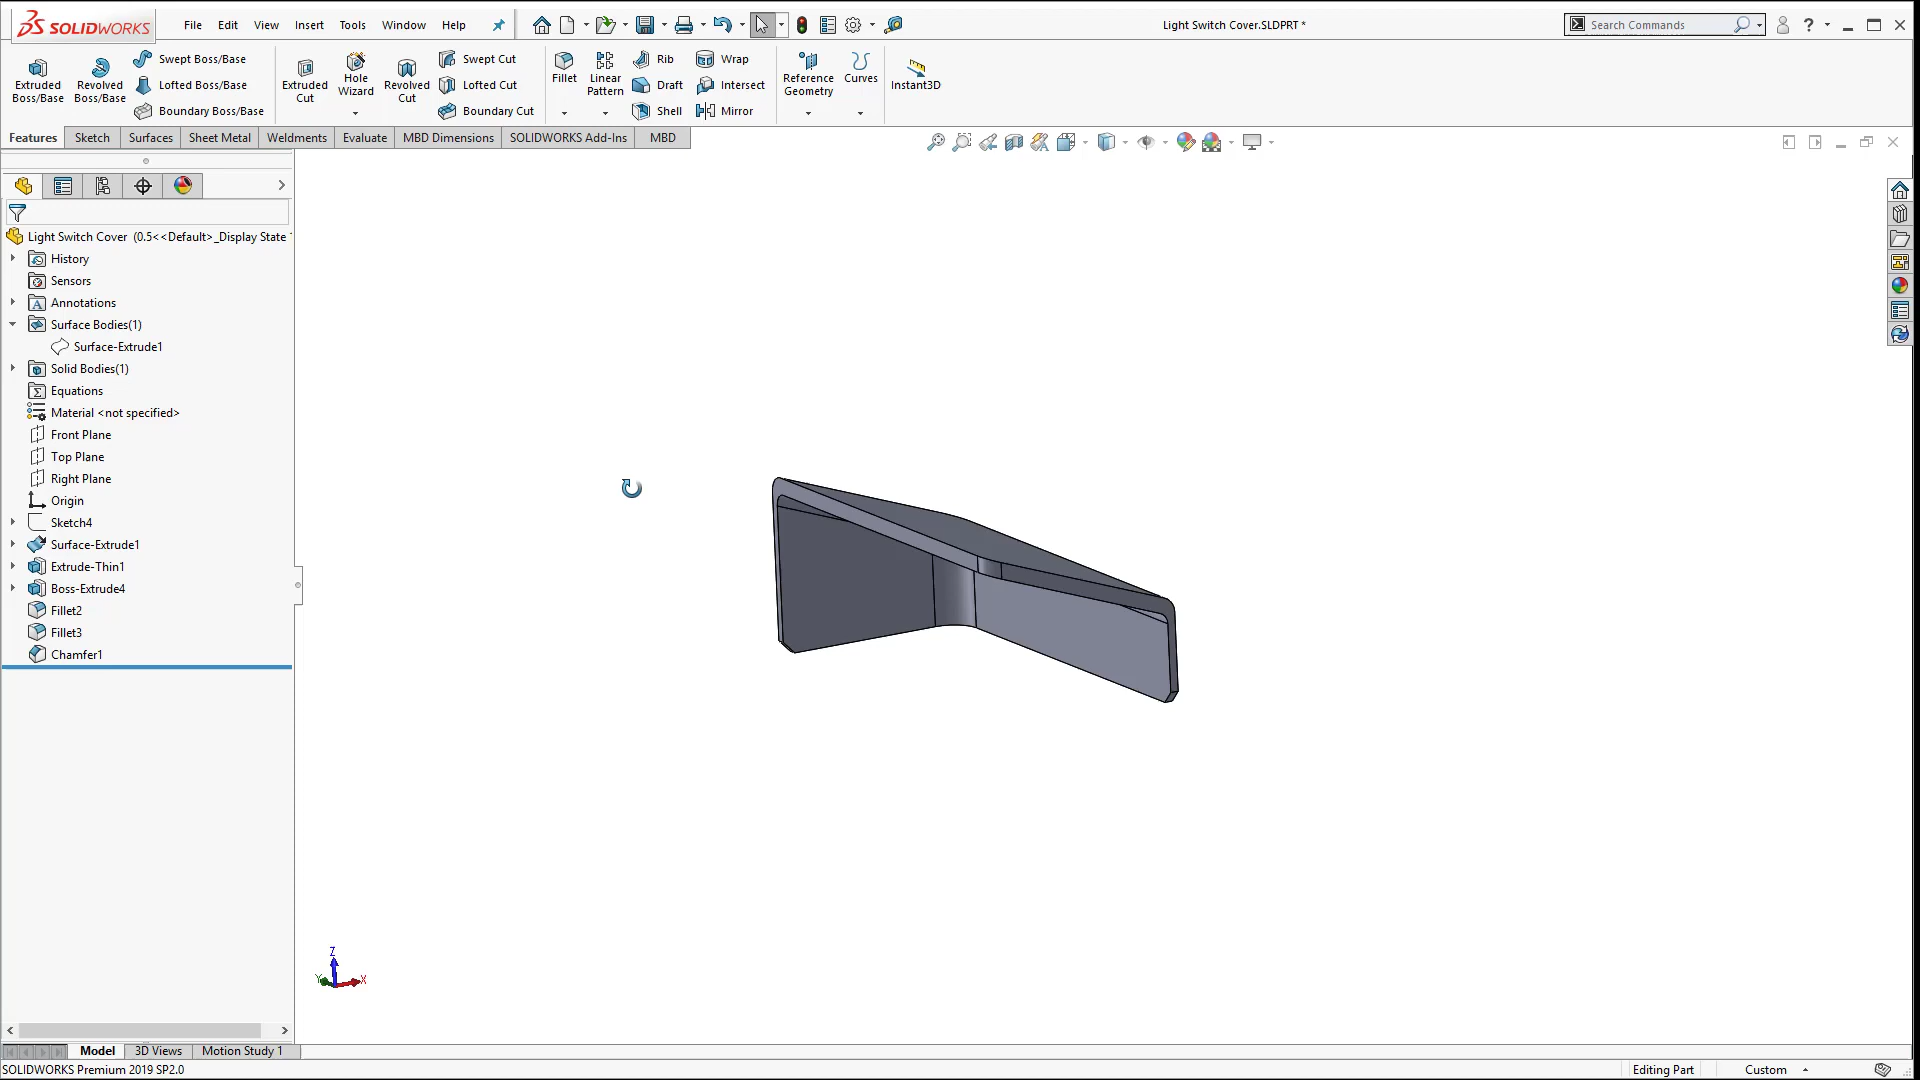 SOLIDWORKS File Edit View Insert Tools Window Help Light Switch Cover.SLDPRT * Search Commands ?
Extruded Boss/Base
Revolved Boss/Base
Swept Boss/Base
Lofted Boss/Base
Boundary Boss/Base
Extruded Cut
Hole Wizard
Revolved Cut
Swept Cut
Lofted Cut
Boundary Cut
Fillet
Linear Pattern
Rib
Draft
Shell
Wrap
Intersect
Mirror
Reference Geometry
Curves
Instant3D
Features Sketch Surfaces Sheet Metal Weldments Evaluate MBD Dimensions SOLIDWORKS Add-Ins MBD
Light Switch Cover (0.5<<Default>_Display State
History
Sensors
Annotations
Surface Bodies(1)
Surface-Extrude1
Solid Bodies(1)
Equations
Material <not specified>
Front Plane
Top Plane
Right Plane
Origin
Sketch4
Surface-Extrude1
Extrude-Thin1
Boss-Extrude4
Fillet2
Fillet3
Chamfer1
Z
Y X
Model 3D Views Motion Study 1
SOLIDWORKS Premium 2019 SP2.0 Editing Part Custom